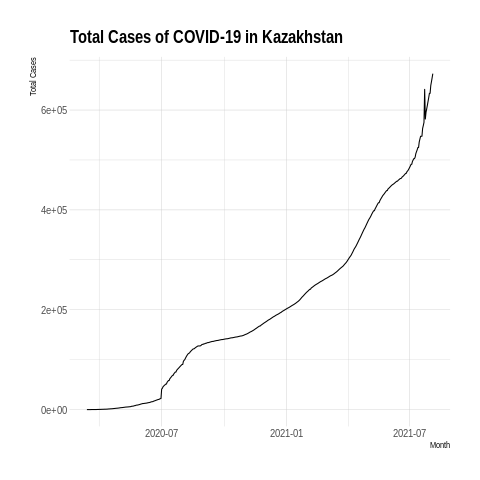 Total Cases of COVID-19 in Kazakhstan
Total Cases
6e+05
4e+05
2e+05
0e+00
2020-07 2021-01 2021-07
Month